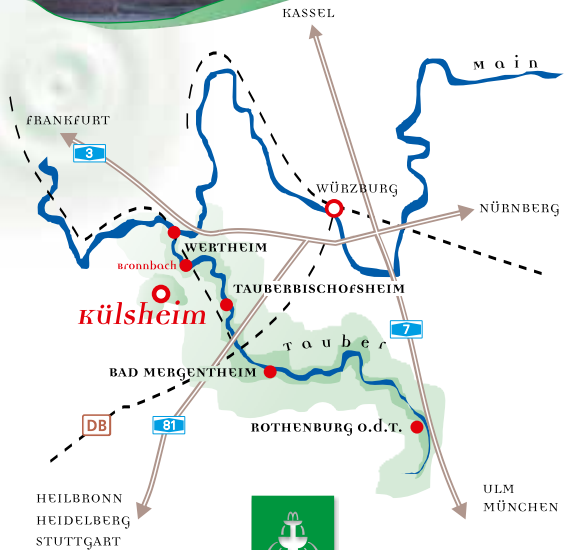 KASSEL
Main
FRANKFURT
3
WÜRZBURG
NÜRNBERG
WERTHEIM
Bronnbach
TAUBERBISCHOFSHEIM
Külsheim
7
Tauber
BAD MERGENTHEIM
DB
81
ROTHENBURG o.d.T.
HEILBRONN
HEIDELBERG
STUTTGART
ULM
MÜNCHEN